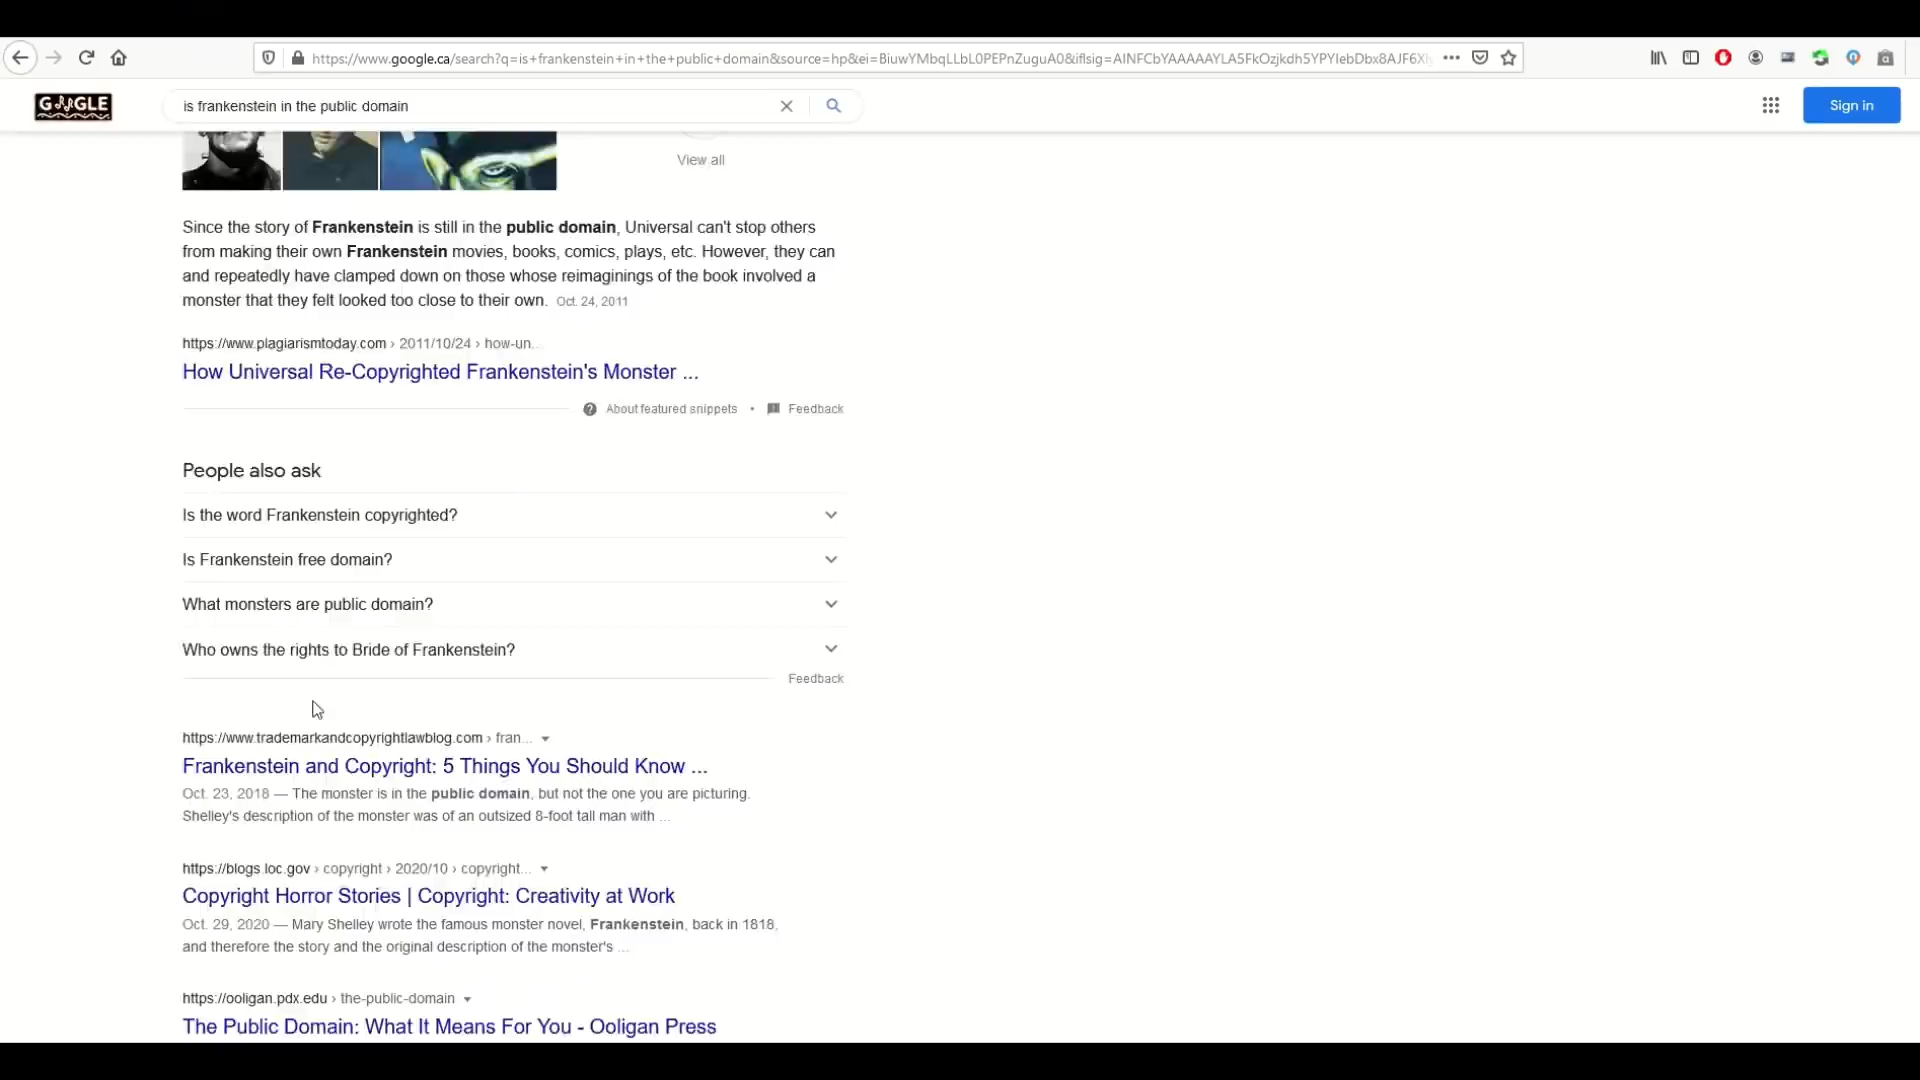 https://www.google.ca/search?q=is+frankenstein+in+the+public+domain&source=hp&ei=BiuwYMbqLLbL0PEPnZuguA0&iflsig=AINFCbYAAAAAYLA5FkOzjkdh5YPYIebDbx8AJF6X
GOOGLE
is frankenstein in the public domain
Sign in
View all
Since the story of Frankenstein is still in the public domain, Universal can't stop others
from making their own Frankenstein movies, books, comics, plays, etc. However, they can
and repeatedly have clamped down on those whose reimaginings of the book involved a
monster that they felt looked too close to their own. Oct. 24, 2011
https://www.plagiarismtoday.com › 2011/10/24 › how-un...
How Universal Re-Copyrighted Frankenstein's Monster ...
About featured snippets • Feedback
People also ask
Is the word Frankenstein copyrighted?
Is Frankenstein free domain?
What monsters are public domain?
Who owns the rights to Bride of Frankenstein?
Feedback
https://www.trademarkandcopyrightlawblog.com › fran...
Frankenstein and Copyright: 5 Things You Should Know ...
Oct. 23, 2018 — The monster is in the public domain, but not the one you are picturing.
Shelley's description of the monster was of an outsized 8-foot tall man with ...
https://blogs.loc.gov › copyright › 2020/10 › copyright...
Copyright Horror Stories | Copyright: Creativity at Work
Oct. 29, 2020 — Mary Shelley wrote the famous monster novel, Frankenstein, back in 1818,
and therefore the story and the original description of the monster's ...
https://ooligan.pdx.edu › the-public-domain
The Public Domain: What It Means For You - Ooligan Press